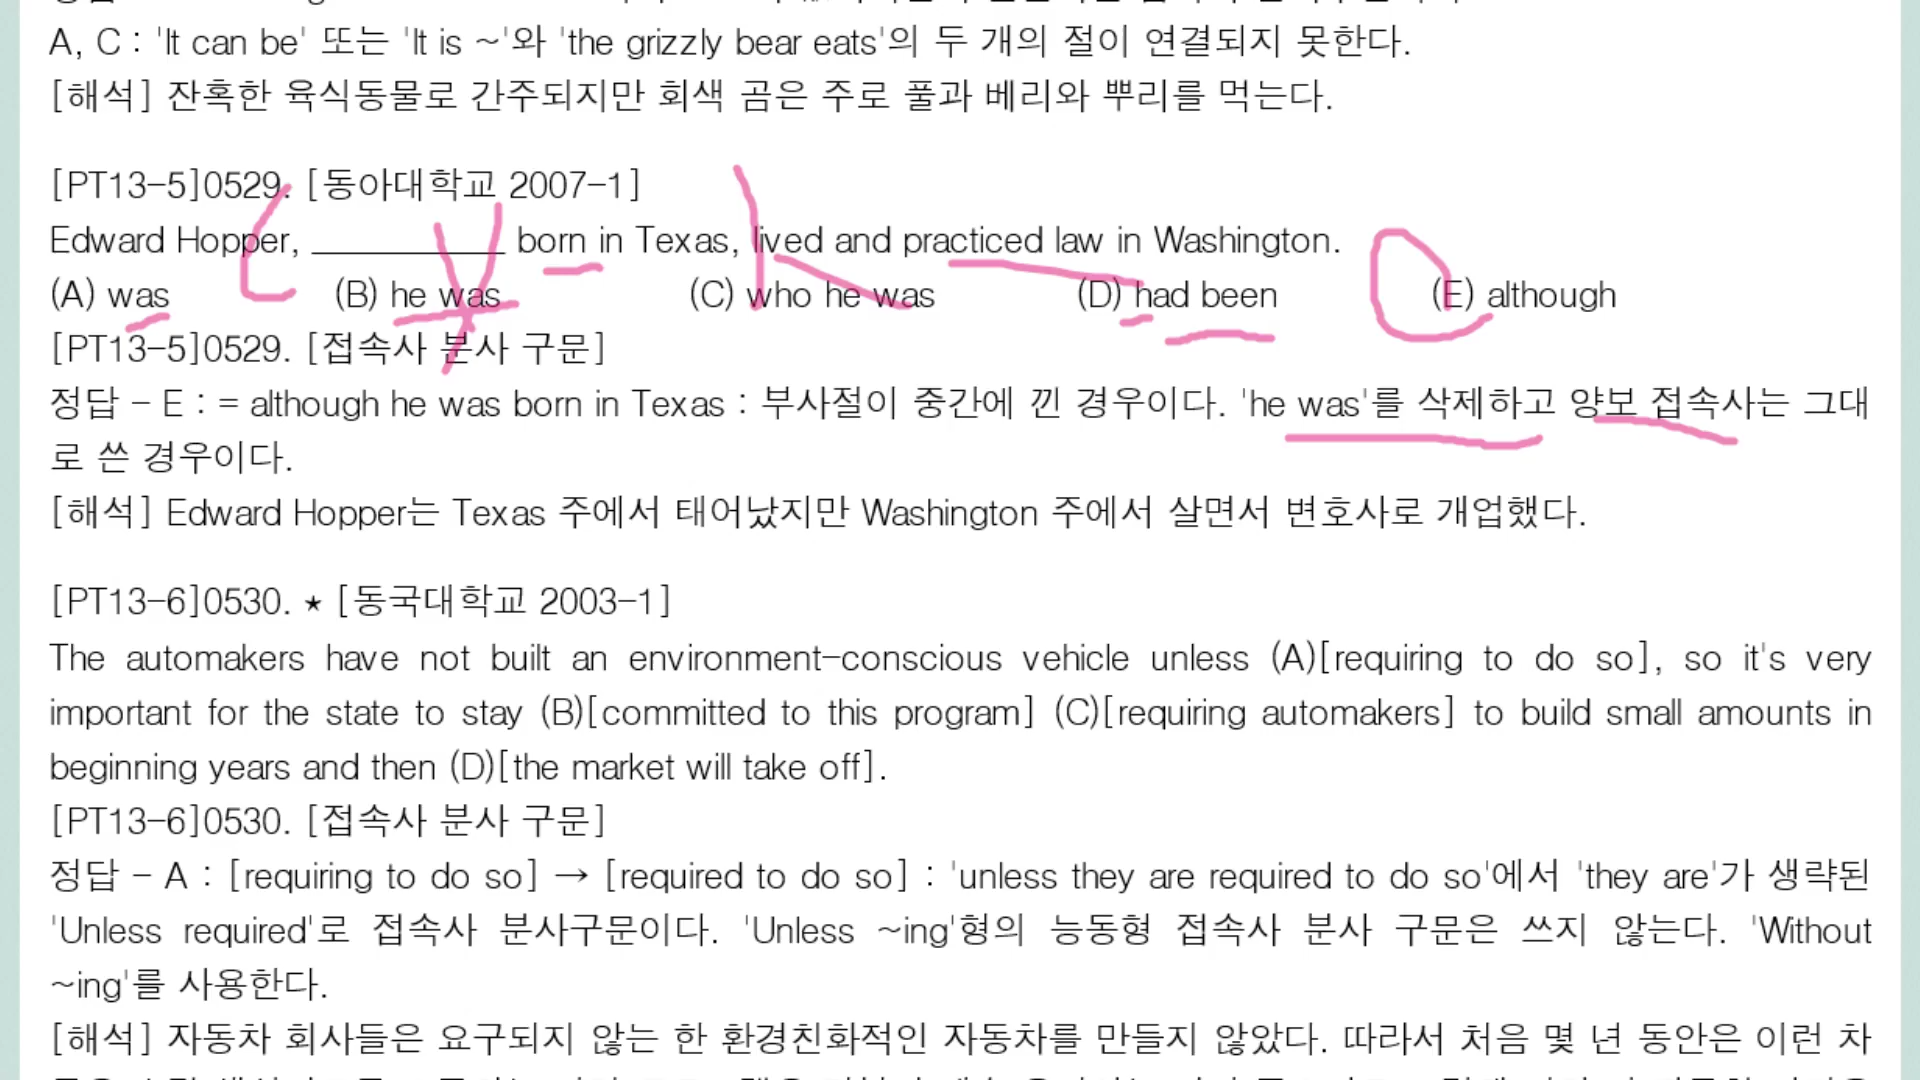 A, C : 'It can be' 또는 'It is ~'와 'the grizzly bear eats'의 두 개의 절이 연결되지 못한다.
[해석] 잔혹한 육식동물로 간주되지만 회색 곰은 주로 풀과 베리와 뿌리를 먹는다.
[PT13-5]0529. [동아대학교 2007-1]
Edward Hopper, __________ born in Texas, lived and practiced law in Washington.
(A) was (B) he was (C) who he was (D) had been (E) although
[PT13-5]0529. [접속사 분사 구문]
정답 - E : = although he was born in Texas : 부사절이 중간에 낀 경우이다. 'he was'를 삭제하고 양보 접속사는 그대
로 쓴 경우이다.
[해석] Edward Hopper는 Texas 주에서 태어났지만 Washington 주에서 살면서 변호사로 개업했다.
[PT13-6]0530. ★ [동국대학교 2003-1]
The automakers have not built an environment-conscious vehicle unless (A)[requiring to do so], so it's very
important for the state to stay (B)[committed to this program] (C)[requiring automakers] to build small amounts in
beginning years and then (D)[the market will take off].
[PT13-6]0530. [접속사 분사 구문]
정답 - A : [requiring to do so] → [required to do so] : 'unless they are required to do so'에서 'they are'가 생략된
'Unless required'로 접속사 분사구문이다. 'Unless ~ing'형의 능동형 접속사 분사 구문은 쓰지 않는다. 'Without
~ing'를 사용한다.
[해석] 자동차 회사들은 요구되지 않는 한 환경친화적인 자동차를 만들지 않았다. 따라서 처음 몇 년 동안은 이런 차